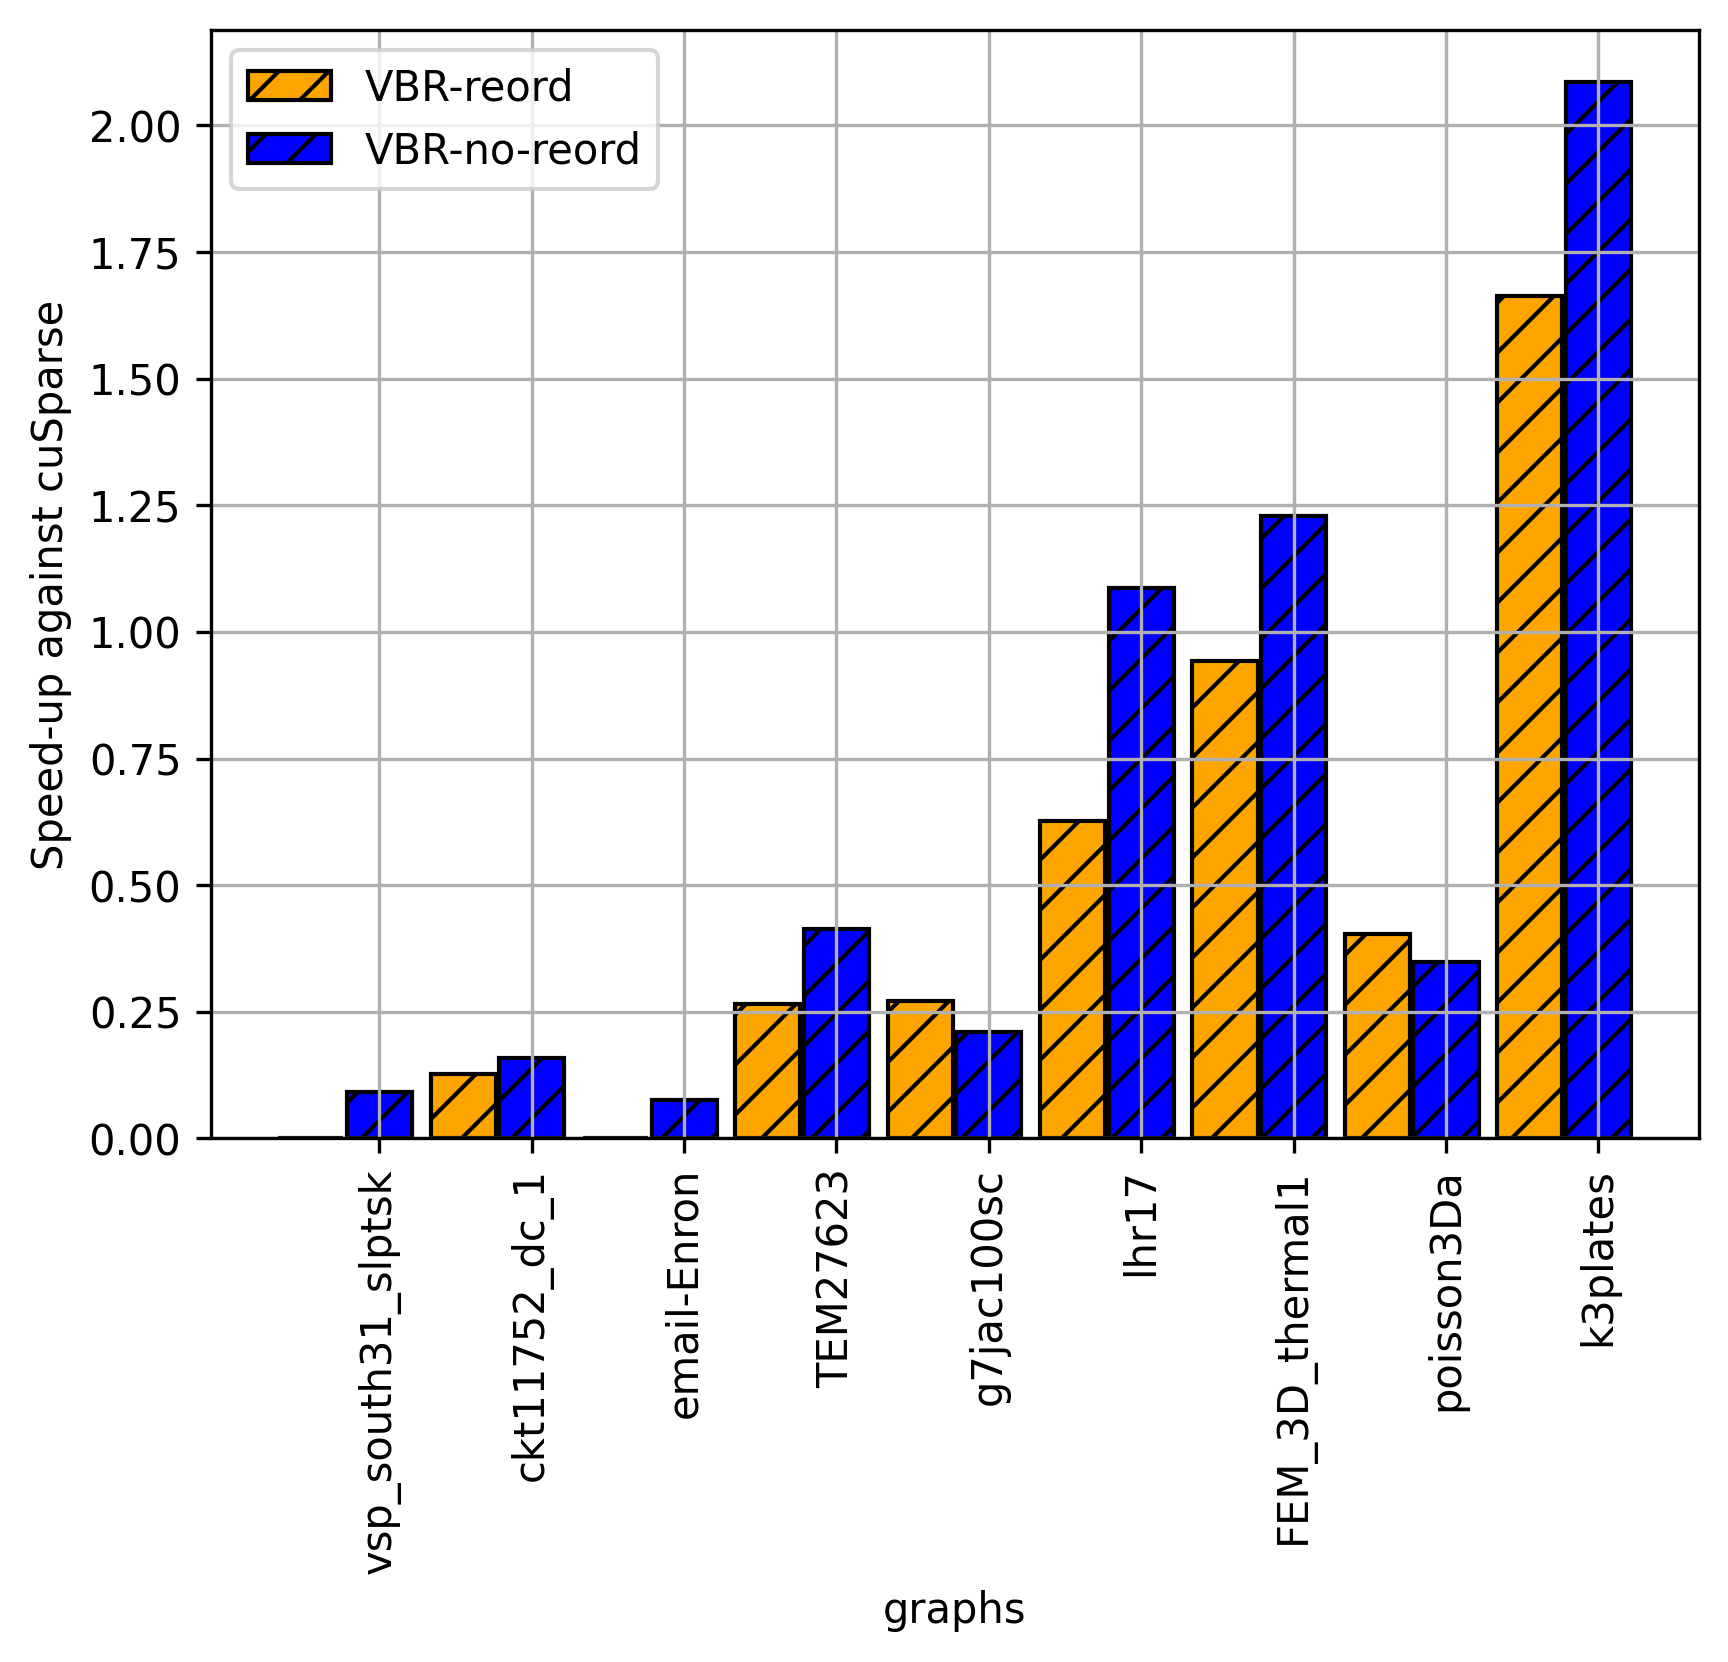 VBR-reord
VBR-no-reord
Speed-up against cuSparse
2.00
1.75
1.50
1.25
1.00
0.75
0.50
0.25
0.00
vsp_south31_slptsk
ckt11752_dc_1
email-Enron
TEM27623
g7jac100sc
lhr17
FEM_3D_thermal1
poisson3Da
k3plates
graphs